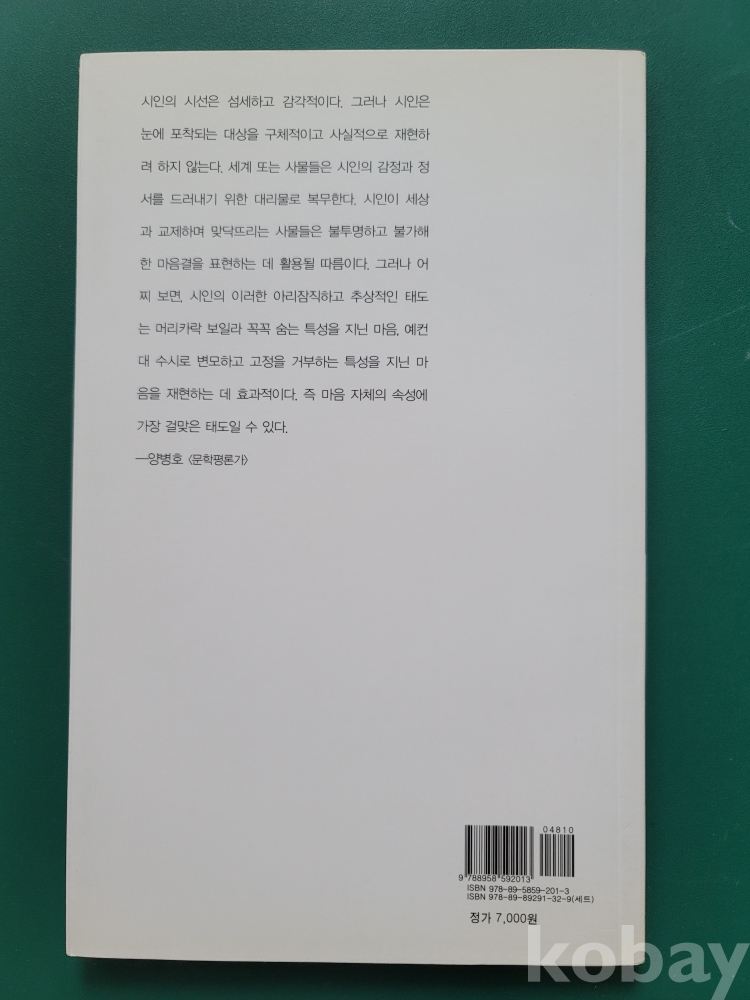 시인의 시선은 섬세하고 감각적이다. 그러나 시인은
눈에 포착되는 대상을 구체적이고 사실적으로 재현하
려 하지 않는다. 세계 또는 사물들은 시인의 감정과 정
서를 드러내기 위한 대리물로 복무한다. 시인이 세상
과 교제하며 맞닥뜨리는 사물들은 불투명하고 불가해
한 마음결을 표현하는 데 활용될 따름이다. 그러나 어
찌 보면, 시인의 이러한 아리잠직하고 추상적인 태도
는 머리카락 보일라 꼭꼭 숨는 특성을 지닌 마음, 예컨
대 수시로 변모하고 고정을 거부하는 특성을 지닌 마
음을 재현하는 데 효과적이다. 즉 마음 자체의 속성에
가장 걸맞은 태도일 수 있다.
—양병호 〈문학평론가〉
04810
9 788958 592013
ISBN 978-89-5859-201-3
ISBN 978-89-89291-32-9(세트)
정가 7,000원
kobay